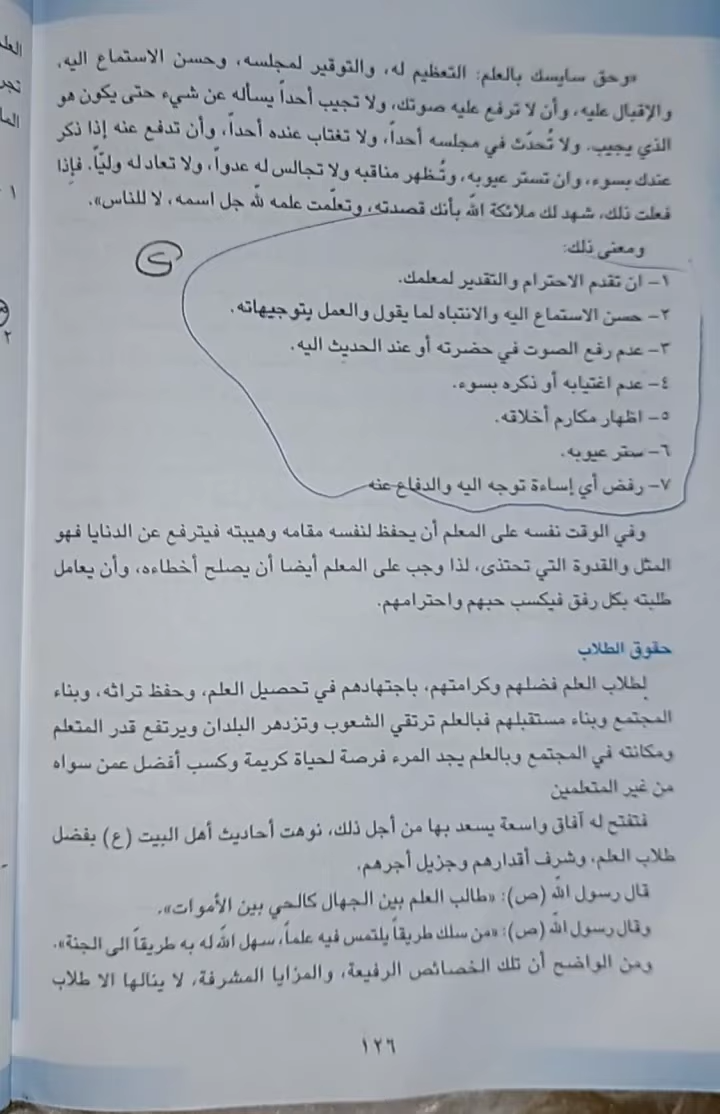 «وحق سايسك بالعلم: التعظيم له، والتوقير لمجلسه، وحسن الاستماع اليه،
والإقبال عليه، وأن لا ترفع عليه صوتك، ولا تجيب أحداً يسأله عن شيء حتى يكون هو
الذي يجيب. ولا تُحدّث في مجلسه أحداً، ولا تغتاب عنده أحداً، وأن تدفع عنه إذا ذكر
عندك بسوء، وان تستر عيوبه، وتُظهر مناقبه ولا تجالس له عدواً، ولا تعاد له وليّاً. فإذا
فعلت ذلك، شهد لك ملائكة الله بأنك قصدته، وتعلّمت علمه لله جل اسمه، لا للناس».
ومعنى ذلك:
١- ان تقدم الاحترام والتقدير لمعلمك.
٢- حسن الاستماع اليه والانتباه لما يقول والعمل بتوجيهاته.
٣- عدم رفع الصوت في حضرته أو عند الحديث اليه.
٤- عدم اغتيابه أو ذكره بسوء.
٥- اظهار مكارم أخلاقه.
٦- ستر عيوبه.
٧- رفض أي إساءة توجه اليه والدفاع عنه
وفي الوقت نفسه على المعلم أن يحفظ لنفسه مقامه وهيبته فيترفع عن الدنايا فهو
المثل والقدوة التي تحتذى، لذا وجب على المعلم أيضا أن يصلح أخطاءه، وأن يعامل
طلبته بكل رفق فيكسب حبهم واحترامهم.
حقوق الطلاب
لطلاب العلم فضلهم وكرامتهم، باجتهادهم في تحصيل العلم، وحفظ تراثه، وبناء
المجتمع وبناء مستقبلهم فبالعلم ترتقي الشعوب وتزدهر البلدان ويرتفع قدر المتعلم
ومكانته في المجتمع وبالعلم يجد المرء فرصة لحياة كريمة وكسب أفضل عمن سواه
من غير المتعلمين
فتفتح له آفاق واسعة يسعد بها من أجل ذلك، نوهت أحاديث أهل البيت (ع) بفضل
طلاب العلم، وشرف أقدارهم وجزيل أجرهم.
قال رسول الله (ص): «طالب العلم بين الجهال كالحي بين الأموات».
وقال رسول الله (ص): «من سلك طريقاً يلتمس فيه علماً، سهل الله له به طريقاً الى الجنة».
ومن الواضح أن تلك الخصائص الرفيعة، والمزايا المشرفة، لا ينالها الا طلاب
١٢٦